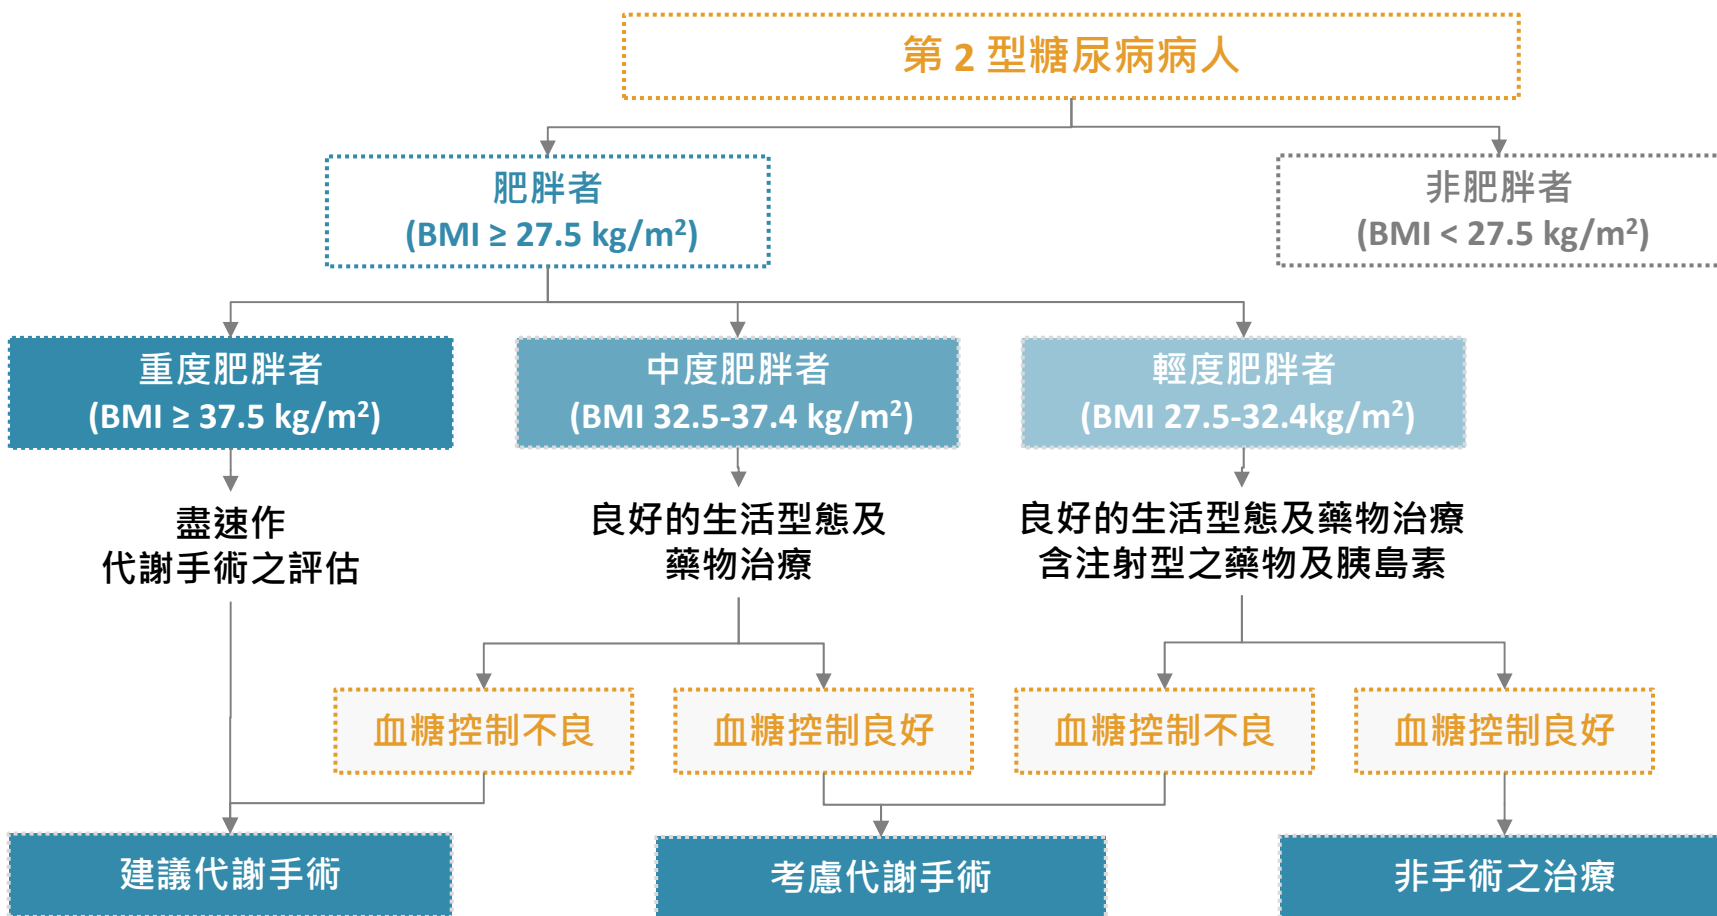 第 2 型糖尿病病人
肥胖者
(BMI ≥ 27.5 kg/m²)
非肥胖者
(BMI < 27.5 kg/m²)
重度肥胖者
(BMI ≥ 37.5 kg/m²)
中度肥胖者
(BMI 32.5-37.4 kg/m²)
輕度肥胖者
(BMI 27.5-32.4kg/m²)
盡速作
代謝手術之評估
良好的生活型態及
藥物治療
良好的生活型態及藥物治療
含注射型之藥物及胰島素
血糖控制不良
血糖控制良好
血糖控制不良
血糖控制良好
建議代謝手術
考慮代謝手術
非手術之治療